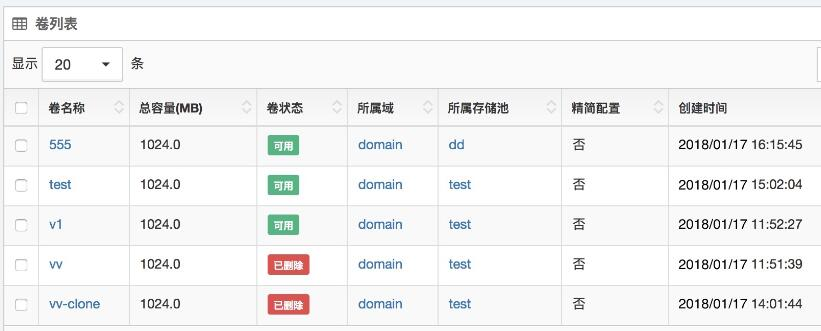 卷列表
显示 20 条
卷名称 总容量(MB) 卷状态 所属域 所属存储池 精简配置 创建时间
555 1024.0 可用 domain dd 否 2018/01/17 16:15:45
test 1024.0 可用 domain test 否 2018/01/17 15:02:04
v1 1024.0 可用 domain test 否 2018/01/17 11:52:27
vv 1024.0 已删除 domain test 否 2018/01/17 11:51:39
vv-clone 1024.0 已删除 domain test 否 2018/01/17 14:01:44